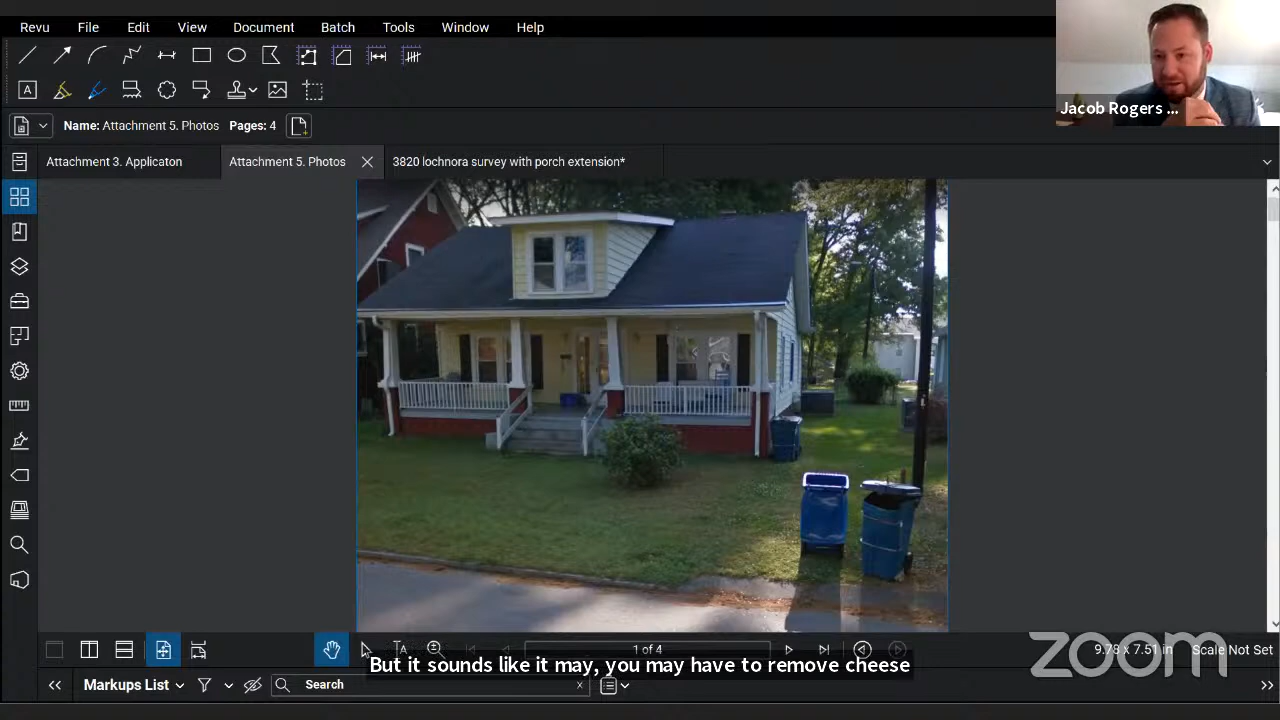 Revu File Edit View Document Batch Tools Window Help
Jacob Rogers ...
A
Name: Attachment 5. Photos Pages: 4
Attachment 3. Applicaton Attachment 5. Photos 3820 lochnora survey with porch extension*
1 of 4 9.78 x 7.51 in Scale Not Set
But it sounds like it may, you may have to remove cheese
zoom
Markups List Search